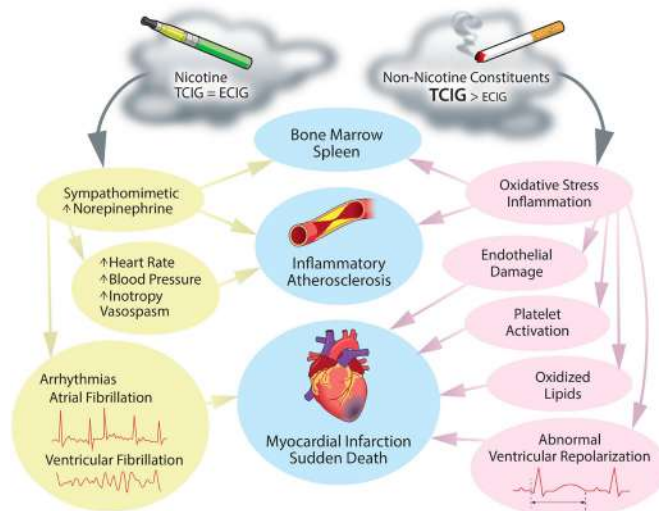 Nicotine
TCIG = ECIG
Non-Nicotine Constituents
TCIG > ECIG
Bone Marrow
Spleen
Sympathomimetic
↑Norepinephrine
Oxidative Stress
Inflammation
↑Heart Rate
↑Blood Pressure
↑Inotropy
Vasospasm
Inflammatory
Atherosclerosis
Endothelial
Damage
Platelet
Activation
Arrhythmias
Atrial Fibrillation
Ventricular Fibrillation
Myocardial Infarction
Sudden Death
Oxidized
Lipids
Abnormal
Ventricular Repolarization